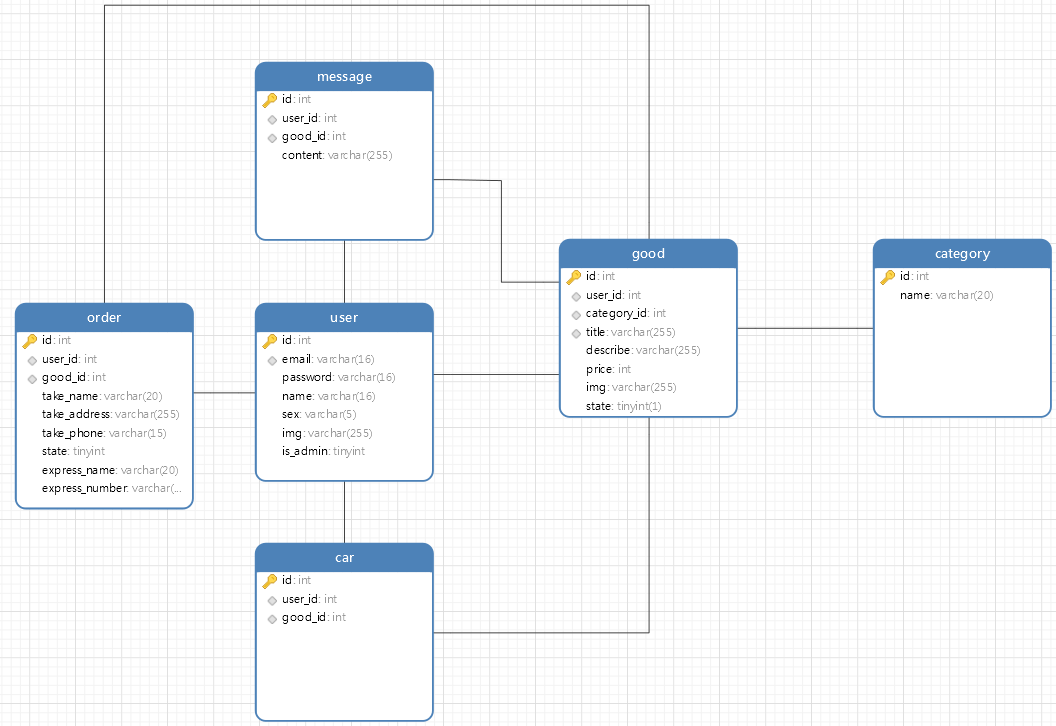 message
id: int
user_id: int
good_id: int
content: varchar(255)
good
id: int
user_id: int
category_id: int
title: varchar(255)
describe: varchar(255)
price: int
img: varchar(255)
state: tinyint(1)
category
id: int
name: varchar(20)
order
id: int
user_id: int
good_id: int
take_name: varchar(20)
take_address: varchar(255)
take_phone: varchar(15)
state: tinyint
express_name: varchar(20)
express_number: varchar(...
user
id: int
email: varchar(16)
password: varchar(16)
name: varchar(16)
sex: varchar(5)
img: varchar(255)
is_admin: tinyint
car
id: int
user_id: int
good_id: int